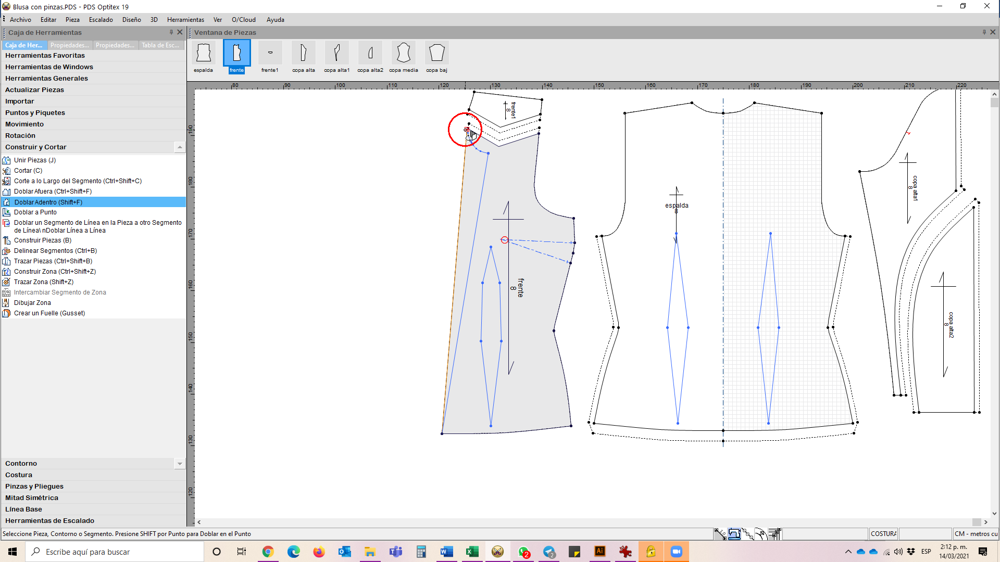 Blusa con pinzas.PDS - PDS Optitex 19
Archivo Editar Pieza Escalado Diseño 3D Herramientas Ver O/Cloud Ayuda
Caja de Herramientas
Ventana de Piezas
Caja de Her... Propiedades... Propiedades... Tabla de Esc...
Herramientas Favoritas
Herramientas de Windows
Herramientas Generales
Actualizar Piezas
Importar
Puntos y Piquetes
Movimiento
Rotación
Construir y Cortar
Unir Piezas (J)
Cortar (C)
Corte a lo Largo del Segmento (Ctrl+Shift+C)
Doblar Afuera (Ctrl+Shift+F)
Doblar Adentro (Shift+F)
Doblar a Punto
Doblar un Segmento de Línea en la Pieza a otro Segmento
de Línea\ nDoblar Línea a Línea
Construir Piezas (B)
Delinear Segmentos (Ctrl+B)
Trazar Piezas (Ctrl+Shift+B)
Construir Zona (Ctrl+Shift+Z)
Trazar Zona (Shift+Z)
Intercambiar Segmento de Zona
Dibujar Zona
Crear un Fuelle (Gusset)
Contorno
Costura
Pinzas y Pliegues
Mitad Simétrica
Línea Base
Herramientas de Escalado
espalda frente frente1 copa alta copa alta1 copa alta2 copa media copa baj
80 90 100 110 120 130 140 150 160 170 180 190 200 210 220
190
180
170
160
150
140
130
120
frente1
8
frente
8
espalda
8
copa alta1
8
copa alta2
8
Seleccione Pieza, Contorno o Segmento. Presione SHIFT por Punto para Doblar en el Punto
COSTURA
CM - metros cu
Escribe aquí para buscar
2
2
ESP
2:12 p. m.
14/03/2021